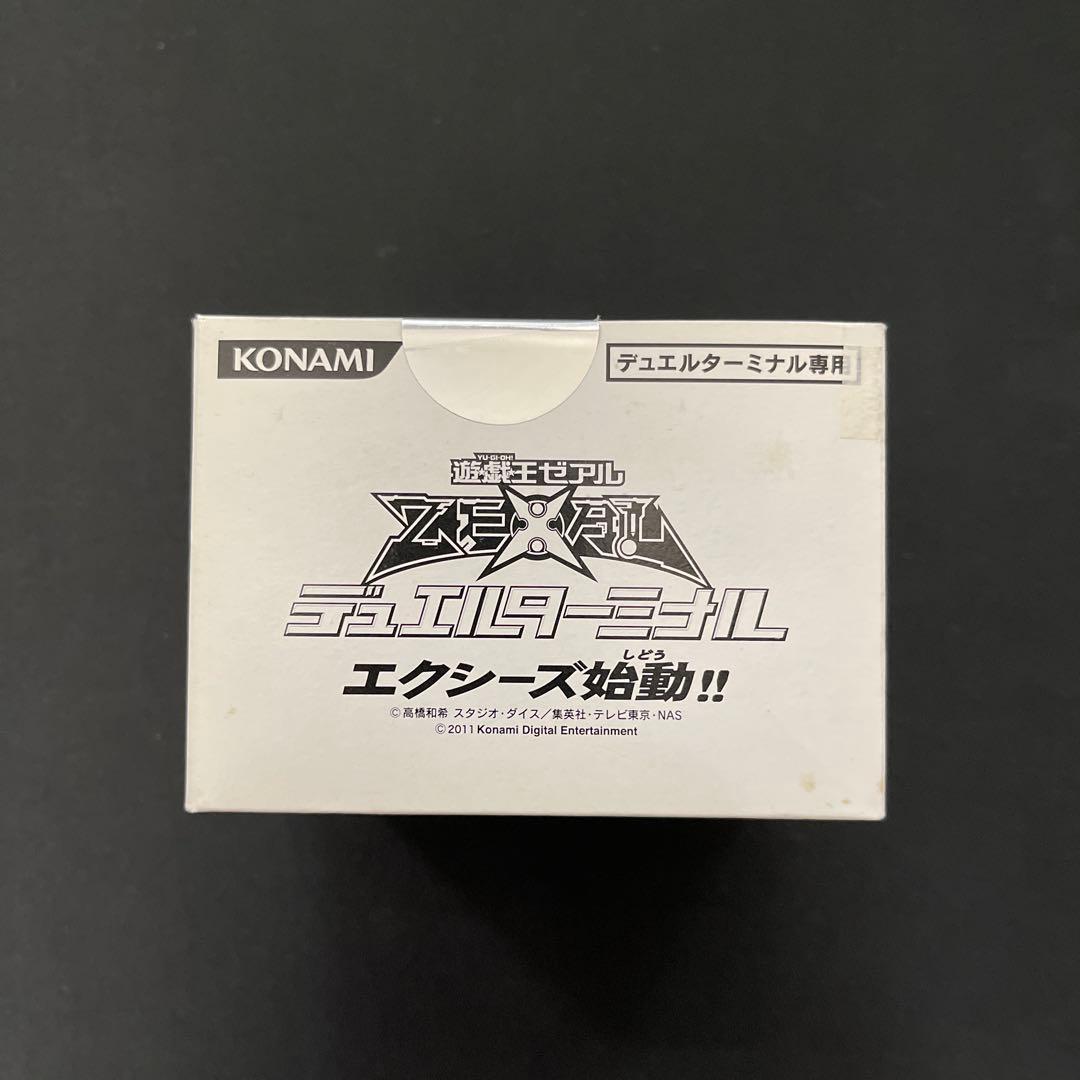 KONAMI
デュエルターミナル専用
YU-GI-OH!
遊戯王ゼアル
ZEXAL
デュエルターミナル
しどう
エクシーズ始動!!
©高橋和希 スタジオ・ダイス/集英社・テレビ東京・NAS
©2011 Konami Digital Entertainment